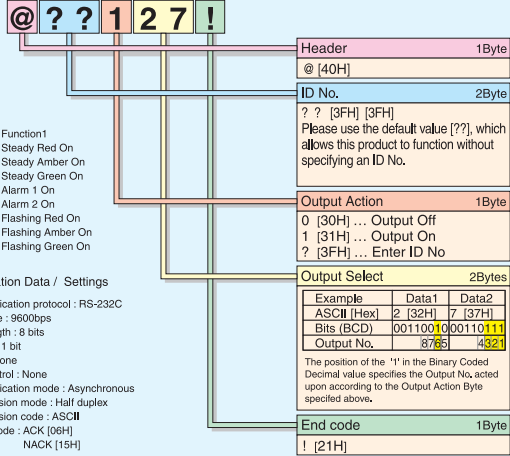 @ ? ? 1 2 7 !
Header 1Byte
@ [40H]
ID No. 2Byte
? ? [3FH] [3FH]
Please use the default value [??], which
allows this product to function without
specifying an ID No.
Output Action 1Byte
0 [30H] ... Output Off
1 [31H] ... Output On
? [3FH] ... Enter ID No
Output Select 2Bytes
Example Data1 Data2
ASCII [Hex] 2 [32H] 7 [37H]
Bits (BCD) 00110010 00110111
Output No. 8765 4321
The position of the '1' in the Binary Coded
Decimal value specifies the Output No. acted
upon according to the Output Action Byte
specifed above.
End code 1Byte
! [21H]
Function1
Steady Red On
Steady Amber On
Steady Green On
Alarm 1 On
Alarm 2 On
Flashing Red On
Flashing Amber On
Flashing Green On
ation Data / Settings
ication protocol : RS-232C
e : 9600bps
gth : 8 bits
1 bit
one
trol : None
ication mode : Asynchronous
sion mode : Half duplex
sion code : ASCII
ode : ACK [06H]
NACK [15H]